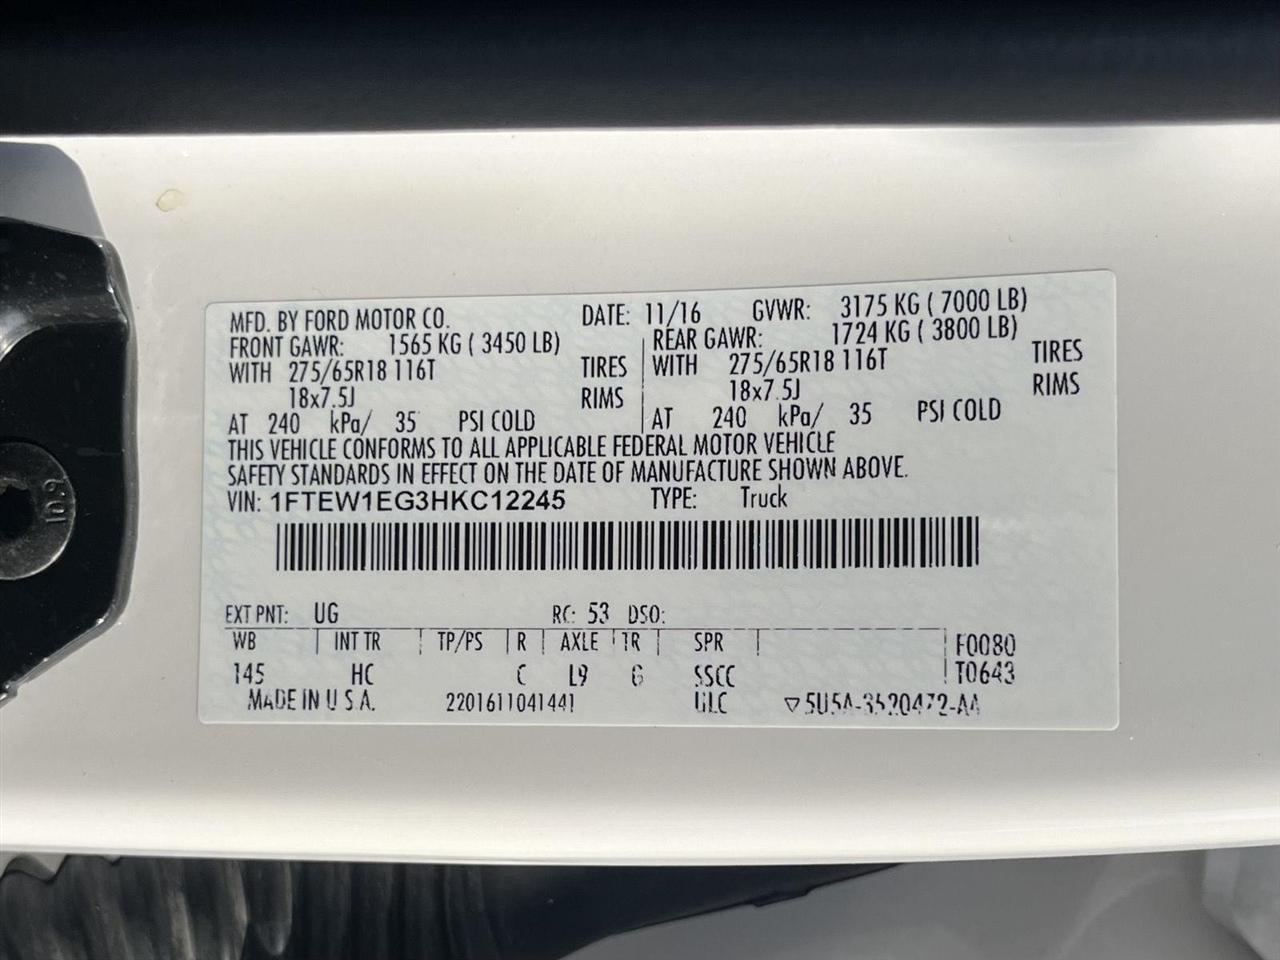 MFD. BY FORD MOTOR CO. DATE: 11/16 GVWR: 3175 KG ( 7000 LB)
FRONT GAWR: 1565 KG ( 3450 LB) REAR GAWR: 1724 KG ( 3800 LB)
WITH 275/65R18 116T TIRES WITH 275/65R18 116T TIRES
18x7.5J RIMS 18x7.5J RIMS
AT 240 kPa/ 35 PSI COLD AT 240 kPa/ 35 PSI COLD
THIS VEHICLE CONFORMS TO ALL APPLICABLE FEDERAL MOTOR VEHICLE
SAFETY STANDARDS IN EFFECT ON THE DATE OF MANUFACTURE SHOWN ABOVE.
VIN: 1FTEW1EG3HKC12245 TYPE: Truck
EXT PNT: UG RC: 53 DSO:
WB INT TR TP/PS R AXLE TR SPR F0080
145 HC C L9 G SSCC T0643
MADE IN U.S.A. 2201611041441 ▽5U5A-3520472-AA
10.9